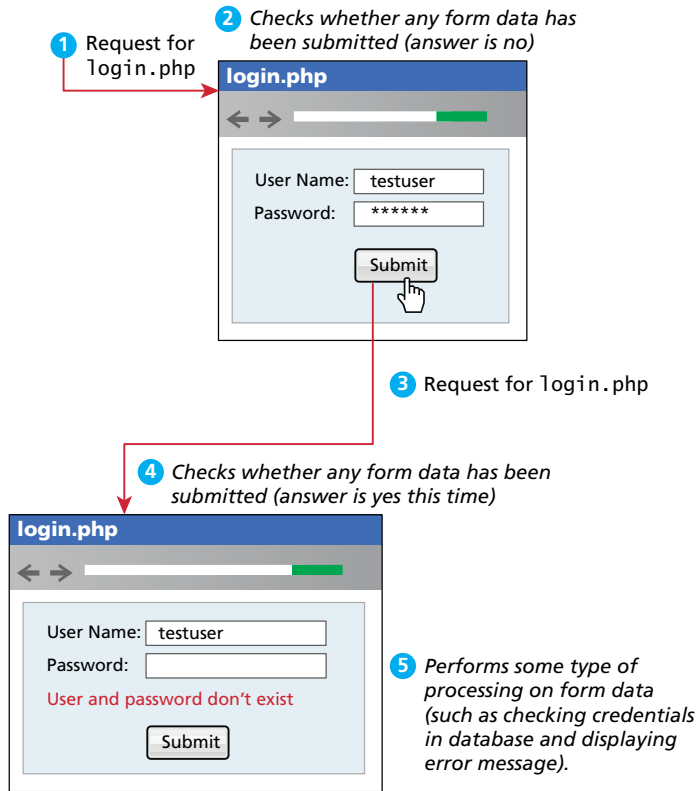 1 Request for
login.php
2 Checks whether any form data has
been submitted (answer is no)
login.php
User Name: testuser
Password: ******
Submit
3 Request for login.php
4 Checks whether any form data has been
submitted (answer is yes this time)
login.php
User Name: testuser
Password:
User and password don’t exist
Submit
5 Performs some type of
processing on form data
(such as checking credentials
in database and displaying
error message).